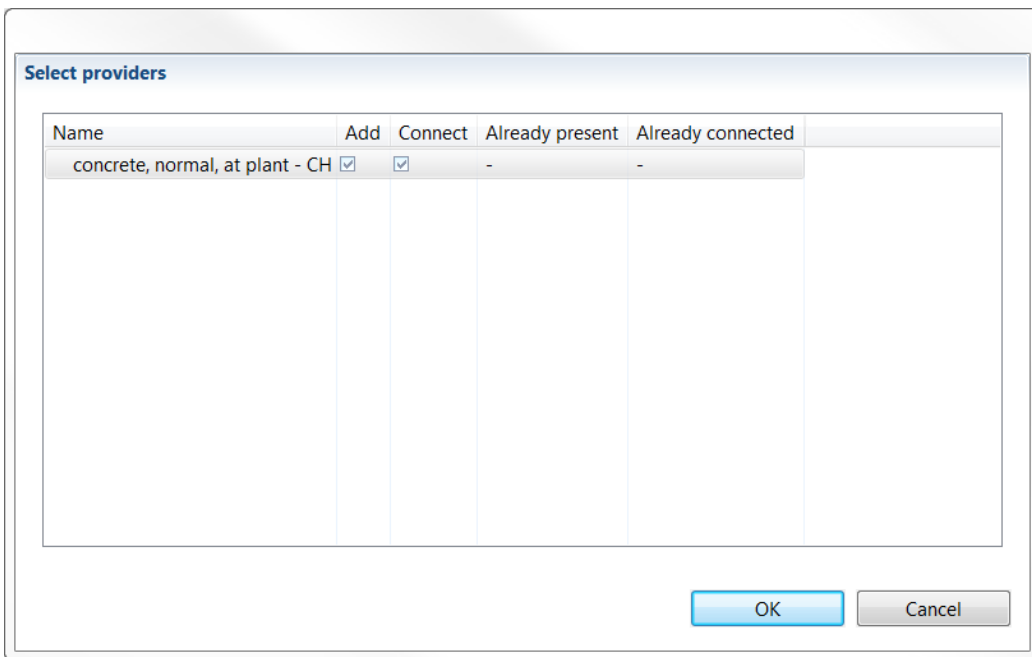 Select providers
Name Add Connect Already present Already connected
concrete, normal, at plant - CH - -
OK Cancel